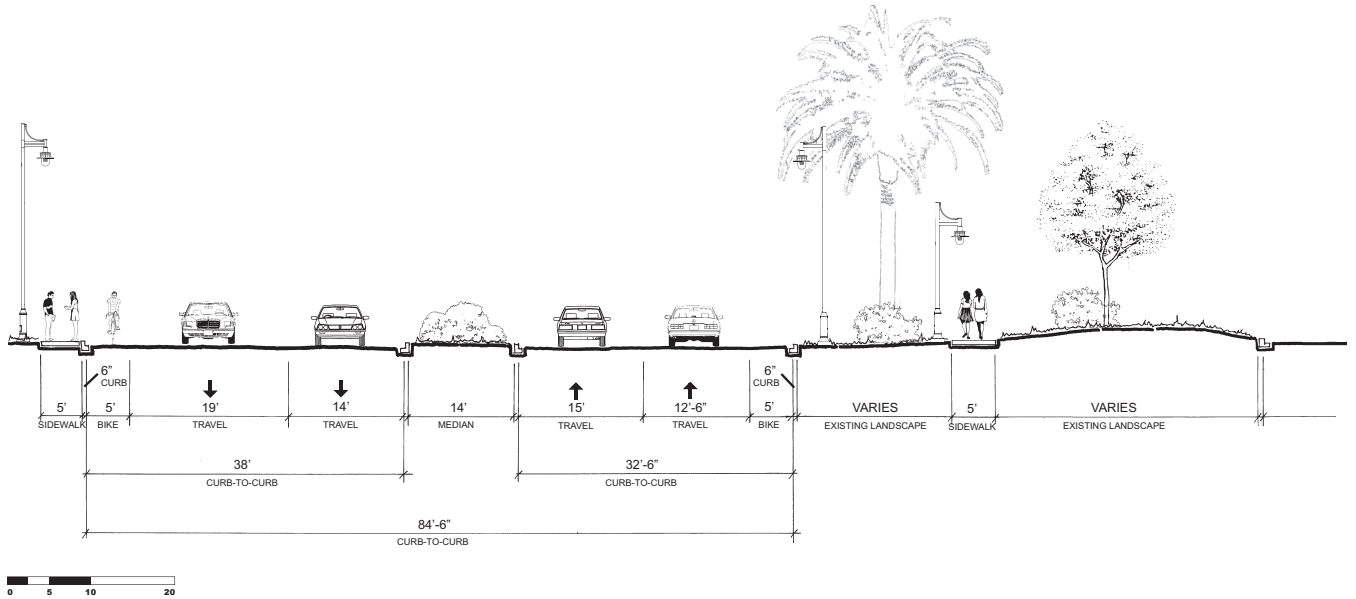 6”
CURB
6”
CURB
5’ 5’ 19’ 14’ 14’ 15’ 12’-6” 5’ VARIES 5’ VARIES
SIDEWALK BIKE TRAVEL TRAVEL MEDIAN TRAVEL TRAVEL BIKE EXISTING LANDSCAPE SIDEWALK EXISTING LANDSCAPE
38’ 32’-6”
CURB-TO-CURB CURB-TO-CURB
84’-6”
CURB-TO-CURB
0 5 10 20